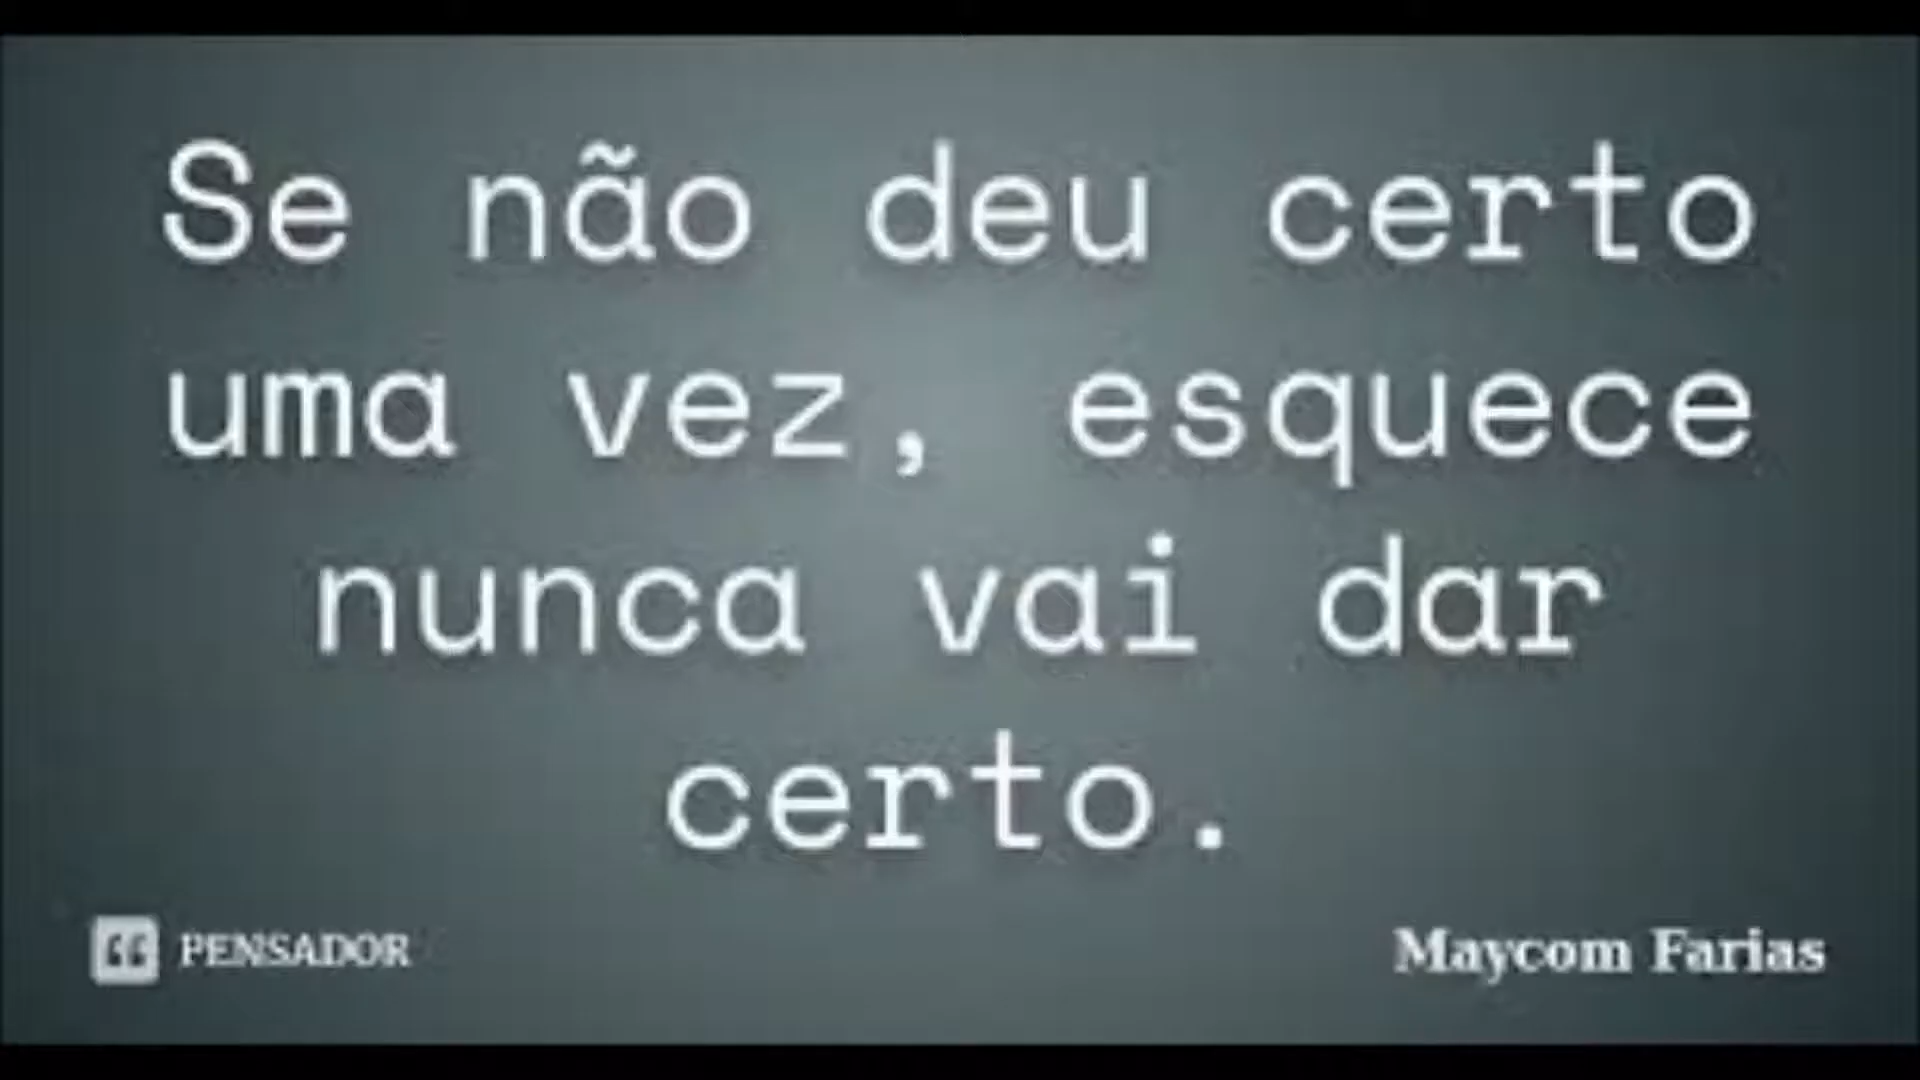 Se não deu certo
uma vez, esquece
nunca vai dar
certo.
PENSADOR
Maycom Farias